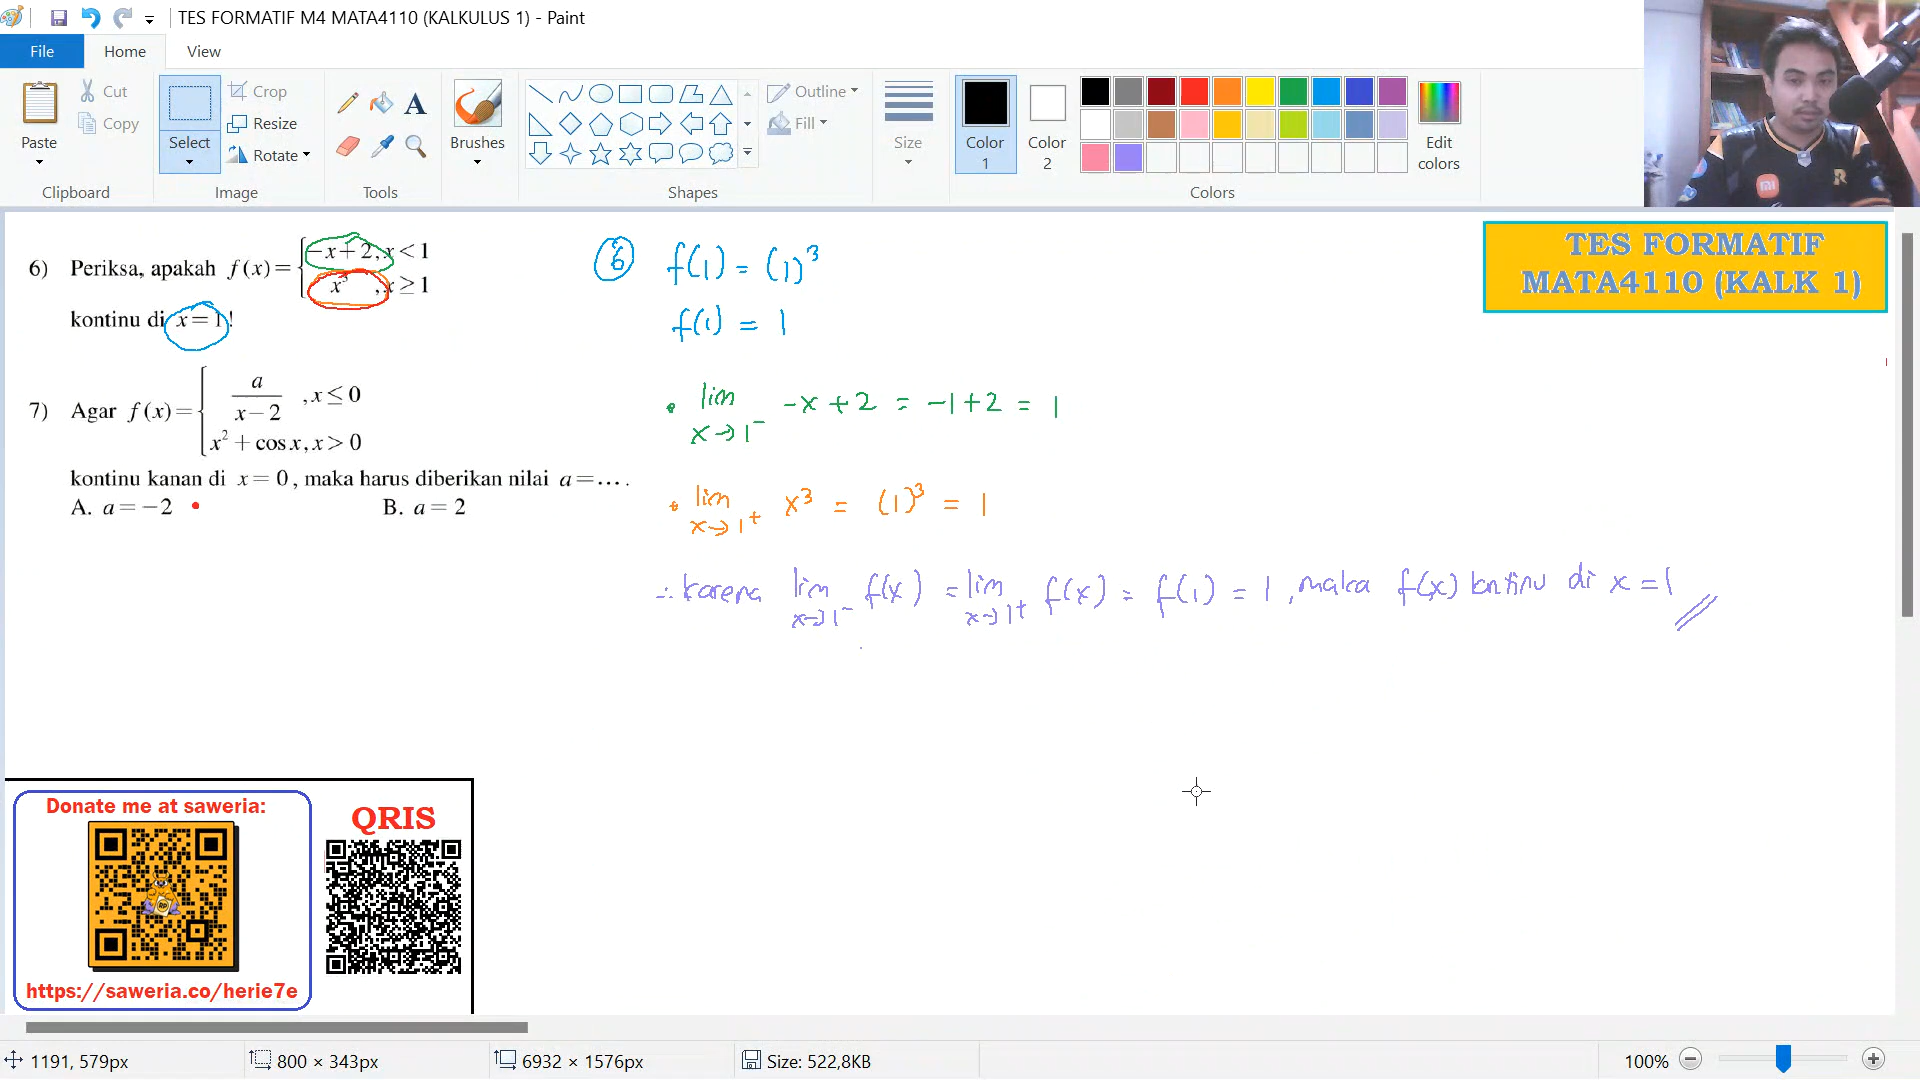 TES FORMATIF M4 MATA4110 (KALKULUS 1) - Paint
File Home View
Paste
Cut
Copy
Clipboard
Select
Crop
Resize
Rotate
Image
A
Tools
Brushes
Shapes
Outline
Fill
Size
Color 1
Color 2
Edit colors
Colors
TES FORMATIF
MATA4110 (KALK 1)
6) Periksa, apakah f(x) = { -x+2, x < 1
x³ , x ≥ 1
kontinu di x = 1!
7) Agar f(x) = { a/(x-2) , x ≤ 0
x² + cos x, x > 0
kontinu kanan di x = 0, maka harus diberikan nilai a = ... .
A. a = -2 B. a = 2
6 f(1) = (1)³
f(1) = 1
• lim x→1⁻ -x+2 = -1+2 = 1
• lim x→1⁺ x³ = (1)³ = 1
∴ karena lim x→1⁻ f(x) = lim x→1⁺ f(x) = f(1) = 1, maka f(x) kontinu di x = 1
Donate me at saweria:
https://saweria.co/herie7e
QRIS
1191, 579px 800 × 343px 6932 × 1576px Size: 522,8KB 100%